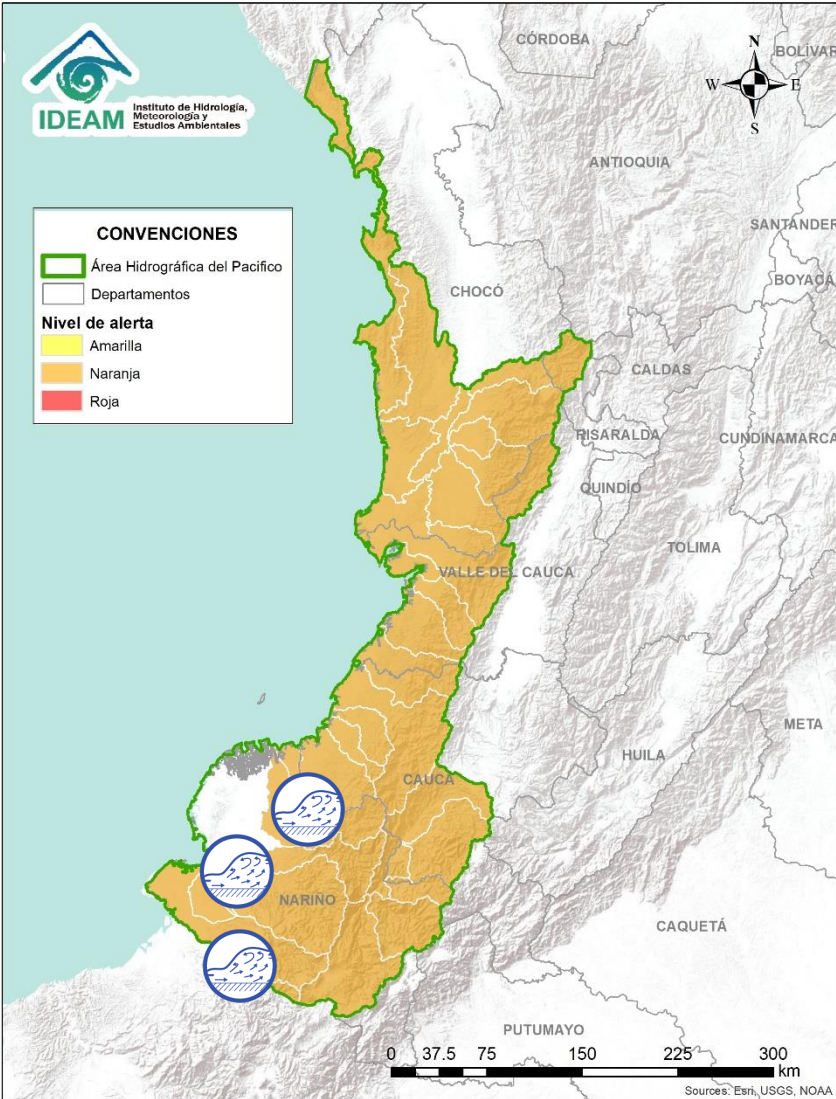 IDEAM
Instituto de Hidrología,
Meteorología y
Estudios Ambientales
CONVENCIONES
Área Hidrográfica del Pacifico
Departamentos
Nivel de alerta
Amarilla
Naranja
Roja
N
W
E
S
CÓRDOBA
BOLÍVAR
ANTIOQUIA
SANTANDER
BOYACÁ
CHOCÓ
CALDAS
RISARALDA
CUNDINAMARCA
QUINDÍO
TOLIMA
VALLE DEL CAUCA
META
HUILA
CAUCA
NARIÑO
CAQUETÁ
PUTUMAYO
0 37.5 75 150 225 300
km
Sources: Esri, USGS, NOAA